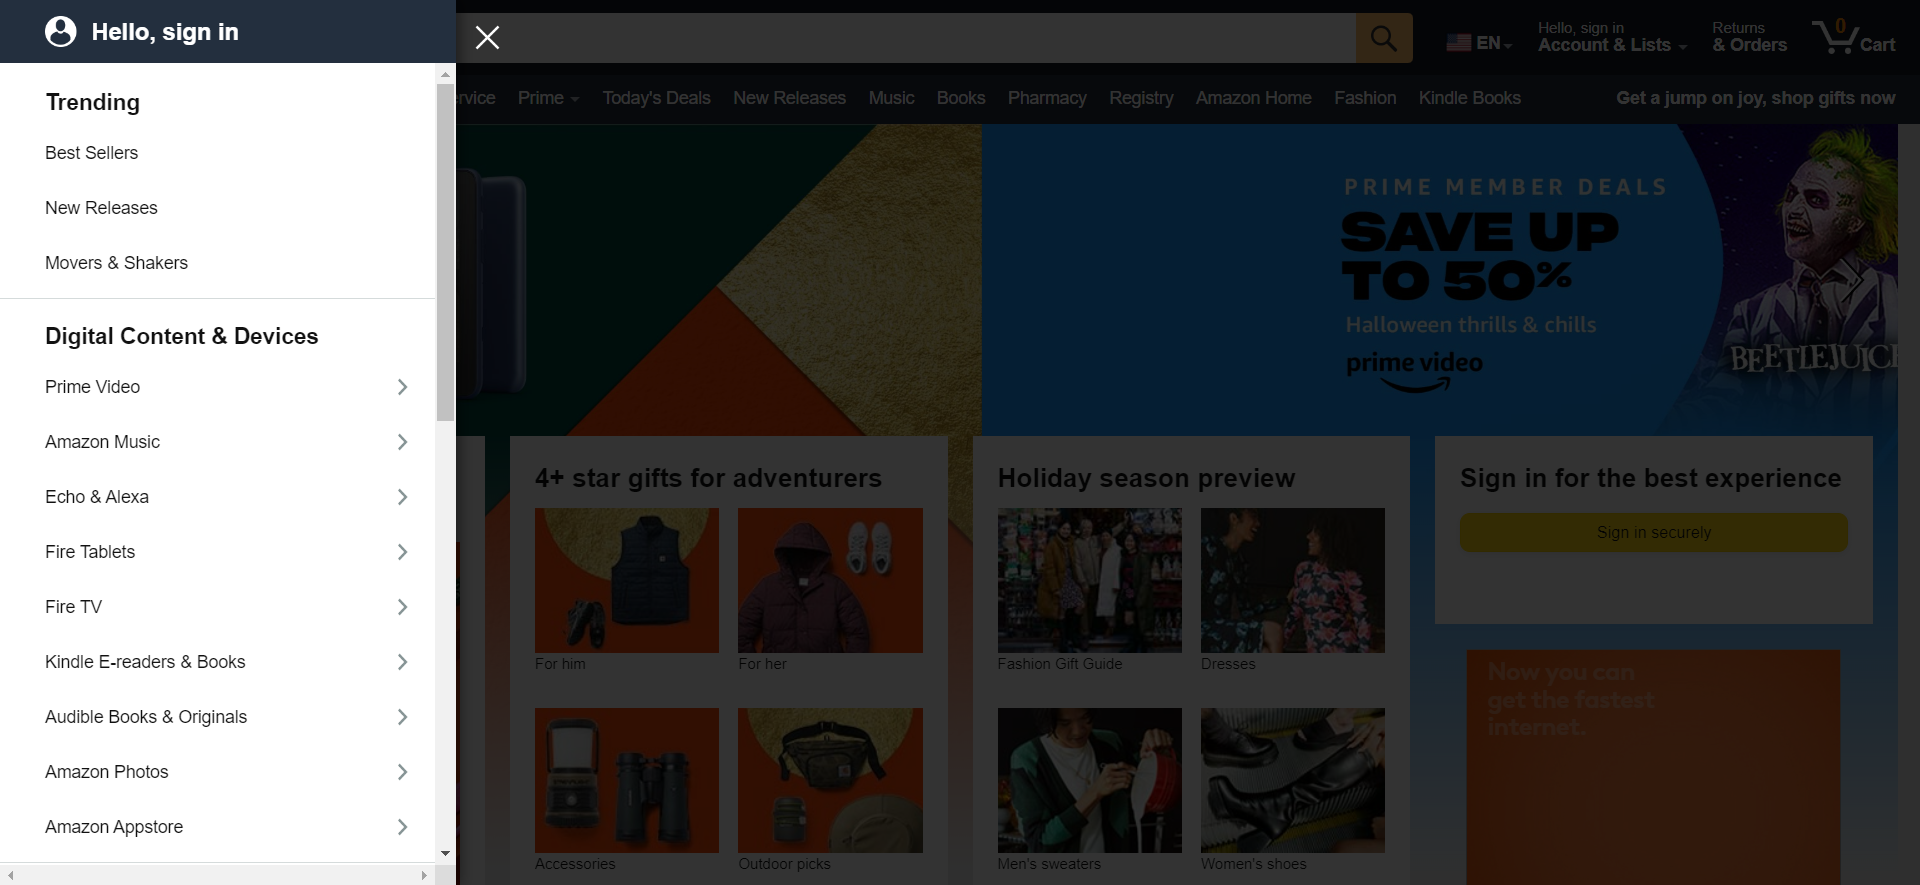 Hello, sign in
Trending
Best Sellers
New Releases
Movers & Shakers
Digital Content & Devices
Prime Video
Amazon Music
Echo & Alexa
Fire Tablets
Fire TV
Kindle E-readers & Books
Audible Books & Originals
Amazon Photos
Amazon Appstore
EN
Hello, sign in
Account & Lists
Returns
& Orders
0
Cart
ervice
Prime
Today's Deals
New Releases
Music
Books
Pharmacy
Registry
Amazon Home
Fashion
Kindle Books
Get a jump on joy, shop gifts now
PRIME MEMBER DEALS
SAVE UP
TO 50%
Halloween thrills & chills
prime video
BEETLEJUICE
4+ star gifts for adventurers
For him
For her
Accessories
Outdoor picks
Holiday season preview
Fashion Gift Guide
Dresses
Men's sweaters
Women's shoes
Sign in for the best experience
Sign in securely
Now you can
get the fastest
internet.